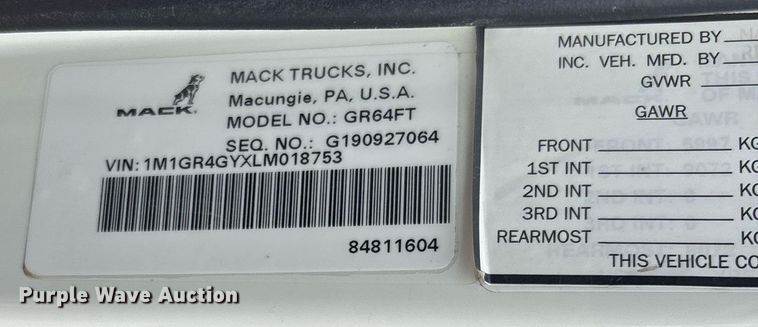 MACK
MACK TRUCKS, INC.
Macungie, PA, U.S.A.
MODEL NO.: GR64FT
SEQ. NO.: G190927064
VIN: 1M1GR4GYXLM018753
84811604
MANUFACTURED BY
INC. VEH. MFD. BY
GVWR
GAWR
FRONT KG
1ST INT KG
2ND INT KG
3RD INT KG
REARMOST KG
THIS VEHICLE CO
Purple Wave Auction